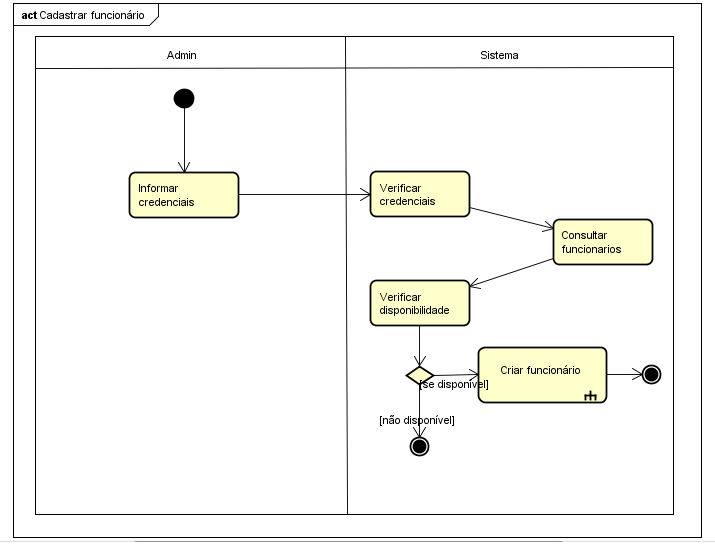 act Cadastrar funcionário
Admin
Sistema
Informar
credenciais
Verificar
credenciais
Consultar
funcionarios
Verificar
disponibilidade
Criar funcionário
[se disponível]
[não disponível]